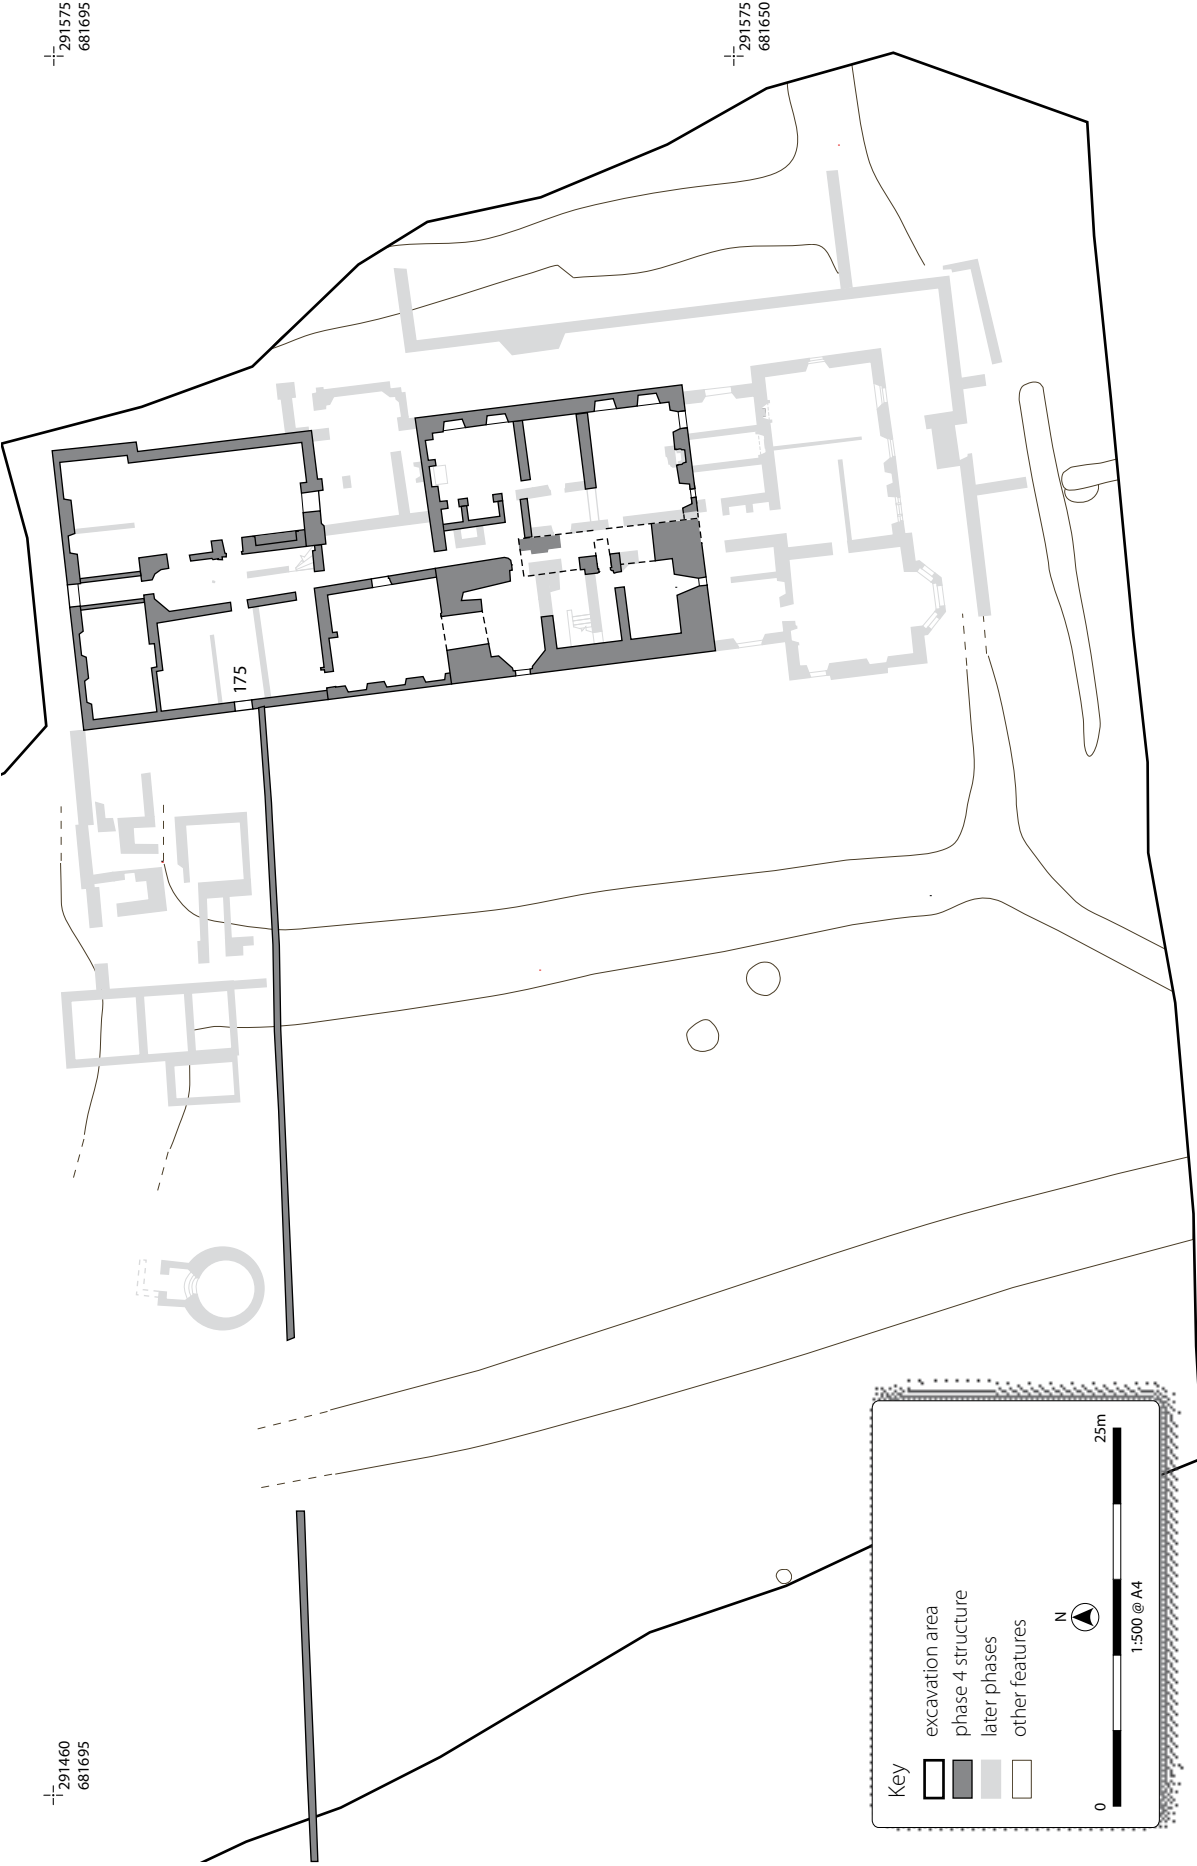 291575
681695
291575
681650
175
291460
681695
Key
excavation area
phase 4 structure
later phases
other features
N
0
25m
1:500 @ A4